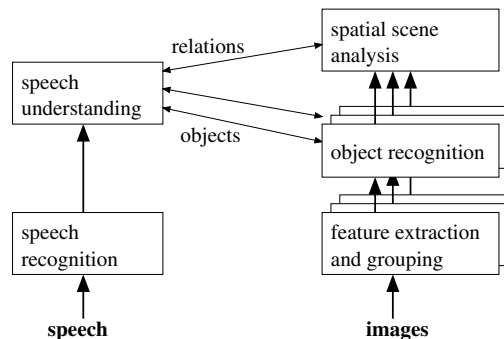 spatial scene
analysis
relations
speech
understanding
objects
object recognition
speech
recognition
feature extraction
and grouping
speech
images